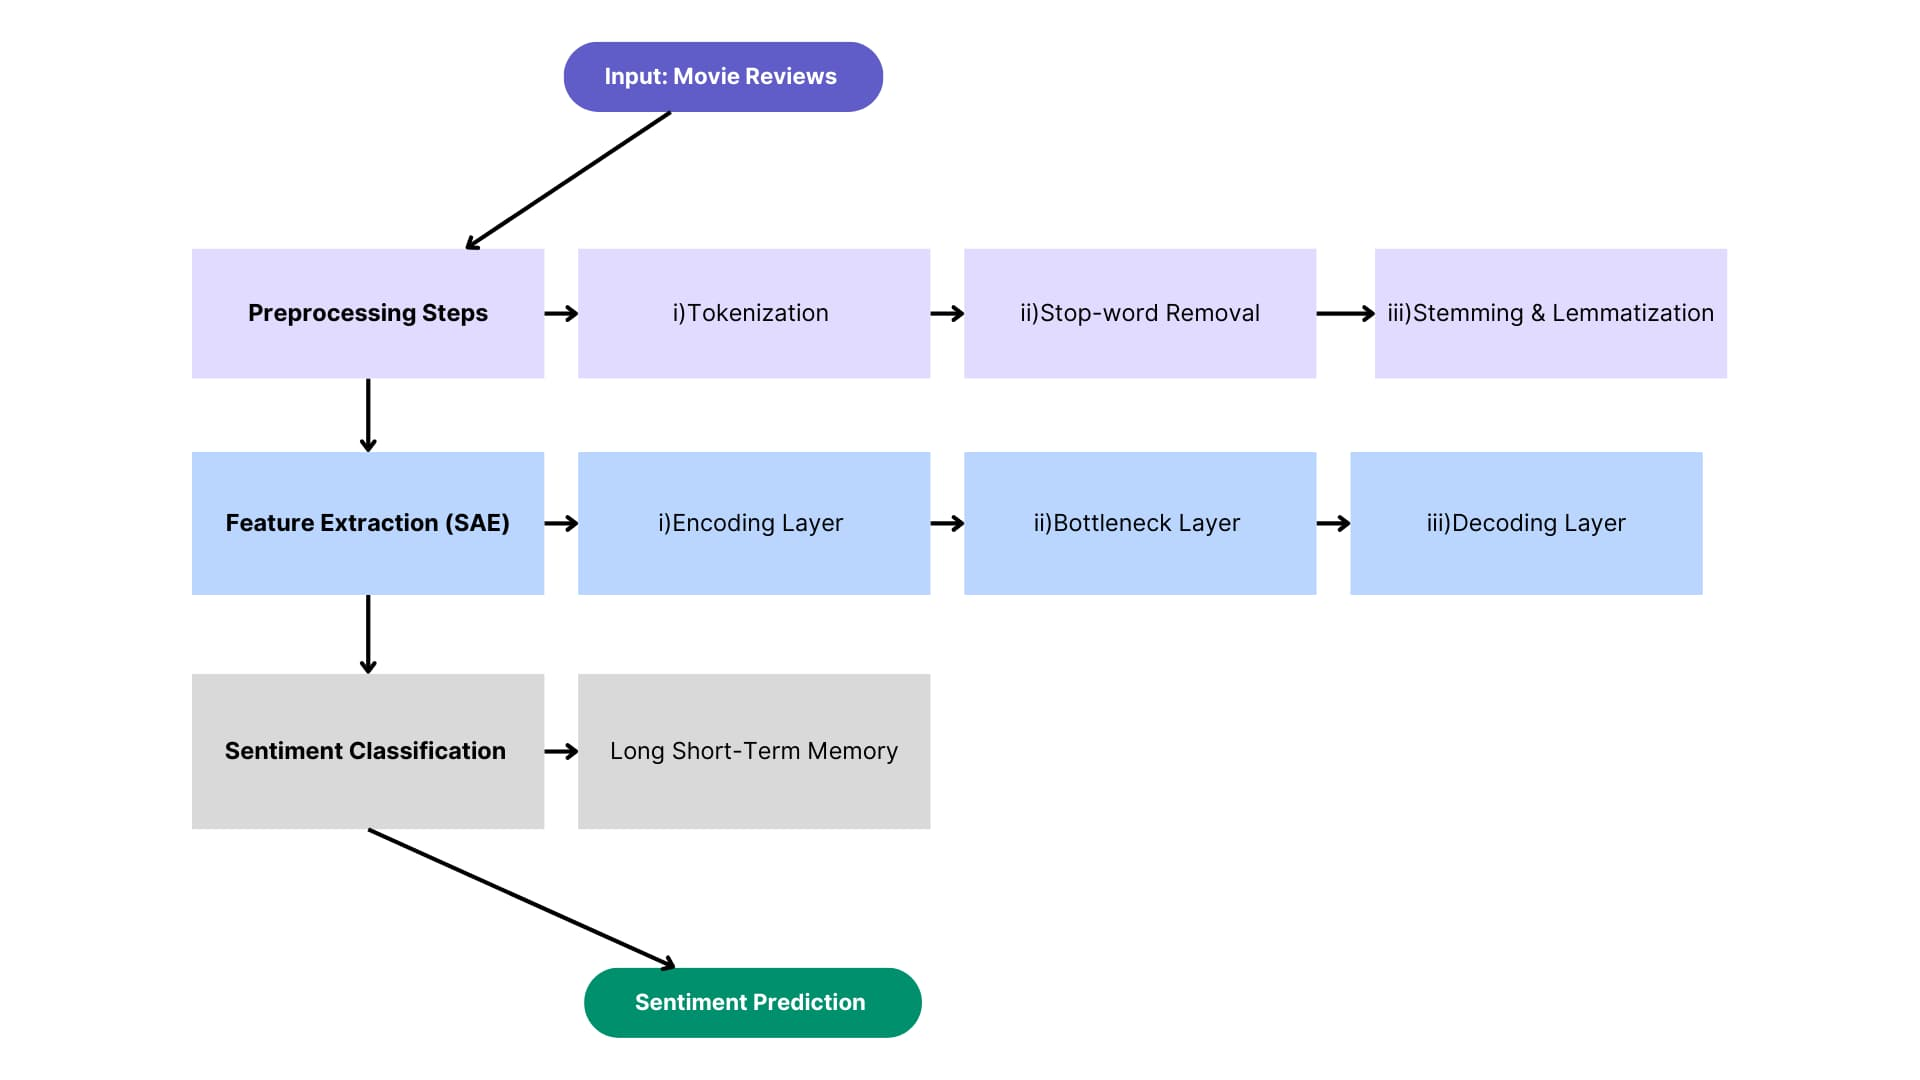 Input: Movie Reviews
Preprocessing Steps
i)Tokenization
ii)Stop-word Removal
iii)Stemming & Lemmatization
Feature Extraction (SAE)
i)Encoding Layer
ii)Bottleneck Layer
iii)Decoding Layer
Sentiment Classification
Long Short-Term Memory
Sentiment Prediction